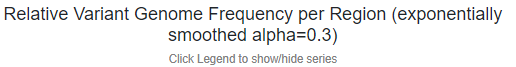 Relative Variant Genome Frequency per Region (exponentially
smoothed alpha=0.3)
Click Legend to show/hide series